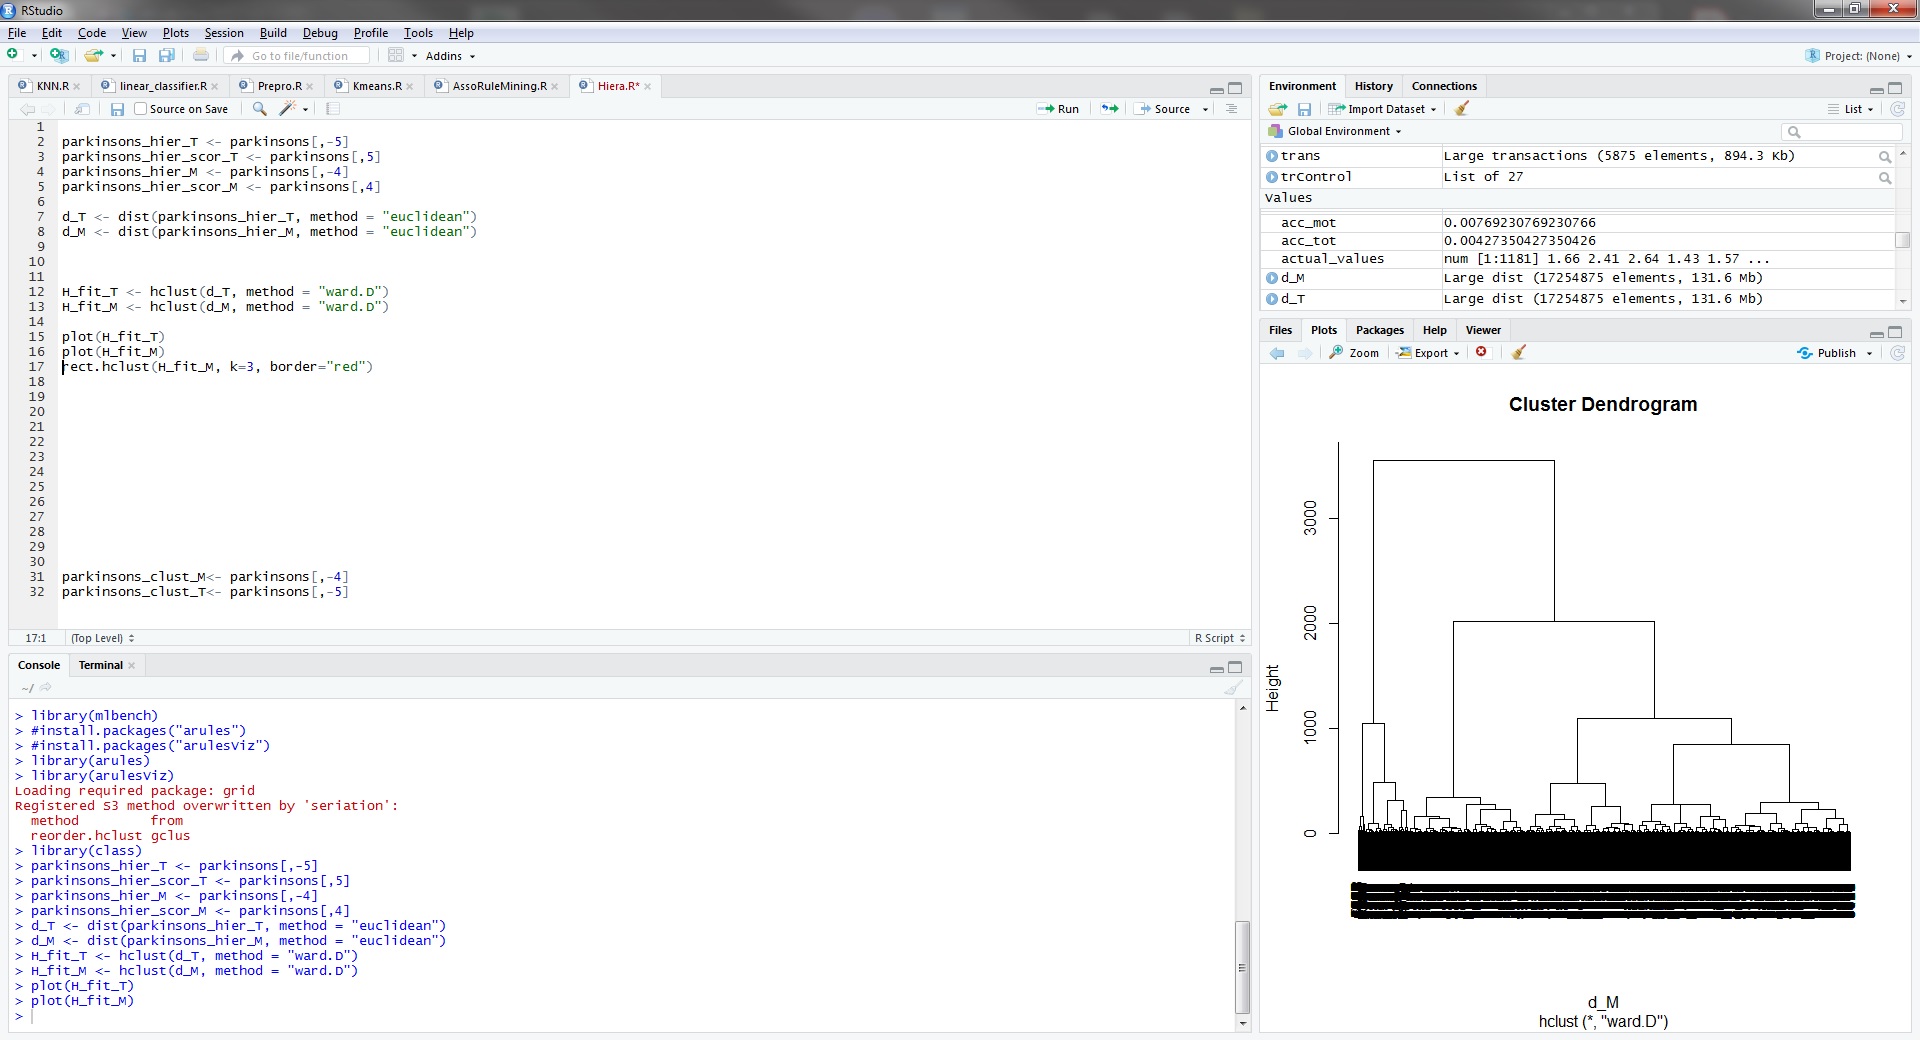 RStudio
File Edit Code View Plots Session Build Debug Profile Tools Help
Go to file/function Addins Project: (None)
KNN.R linear_classifier.R Prepro.R Kmeans.R AssoRuleMining.R Hiera.R*
Source on Save Run Source
1
2 parkinsons_hier_T <- parkinsons[,-5]
3 parkinsons_hier_scor_T <- parkinsons[,5]
4 parkinsons_hier_M <- parkinsons[,-4]
5 parkinsons_hier_scor_M <- parkinsons[,4]
6
7 d_T <- dist(parkinsons_hier_T, method = "euclidean")
8 d_M <- dist(parkinsons_hier_M, method = "euclidean")
9
10
11
12 H_fit_T <- hclust(d_T, method = "ward.D")
13 H_fit_M <- hclust(d_M, method = "ward.D")
14
15 plot(H_fit_T)
16 plot(H_fit_M)
17 rect.hclust(H_fit_M, k=3, border="red")
18
19
20
21
22
23
24
25
26
27
28
29
30
31 parkinsons_clust_M<- parkinsons[,-4]
32 parkinsons_clust_T<- parkinsons[,-5]
17:1 (Top Level) R Script
Console Terminal
~/
> library(mlbench)
> #install.packages("arules")
> #install.packages("arulesViz")
> library(arules)
> library(arulesViz)
Loading required package: grid
Registered S3 method overwritten by 'seriation':
method from
reorder.hclust gclus
> library(class)
> parkinsons_hier_T <- parkinsons[,-5]
> parkinsons_hier_scor_T <- parkinsons[,5]
> parkinsons_hier_M <- parkinsons[,-4]
> parkinsons_hier_scor_M <- parkinsons[,4]
> d_T <- dist(parkinsons_hier_T, method = "euclidean")
> d_M <- dist(parkinsons_hier_M, method = "euclidean")
> H_fit_T <- hclust(d_T, method = "ward.D")
> H_fit_M <- hclust(d_M, method = "ward.D")
> plot(H_fit_T)
> plot(H_fit_M)
>
Environment History Connections
Import Dataset List
Global Environment
trans Large transactions (5875 elements, 894.3 Kb)
trControl List of 27
Values
acc_mot 0.00769230769230766
acc_tot 0.00427350427350426
actual_values num [1:1181] 1.66 2.41 2.64 1.43 1.57 ...
d_M Large dist (17254875 elements, 131.6 Mb)
d_T Large dist (17254875 elements, 131.6 Mb)
Files Plots Packages Help Viewer
Zoom Export Publish
Cluster Dendrogram
Height
3000
2000
1000
0
d_M
hclust (*, "ward.D")